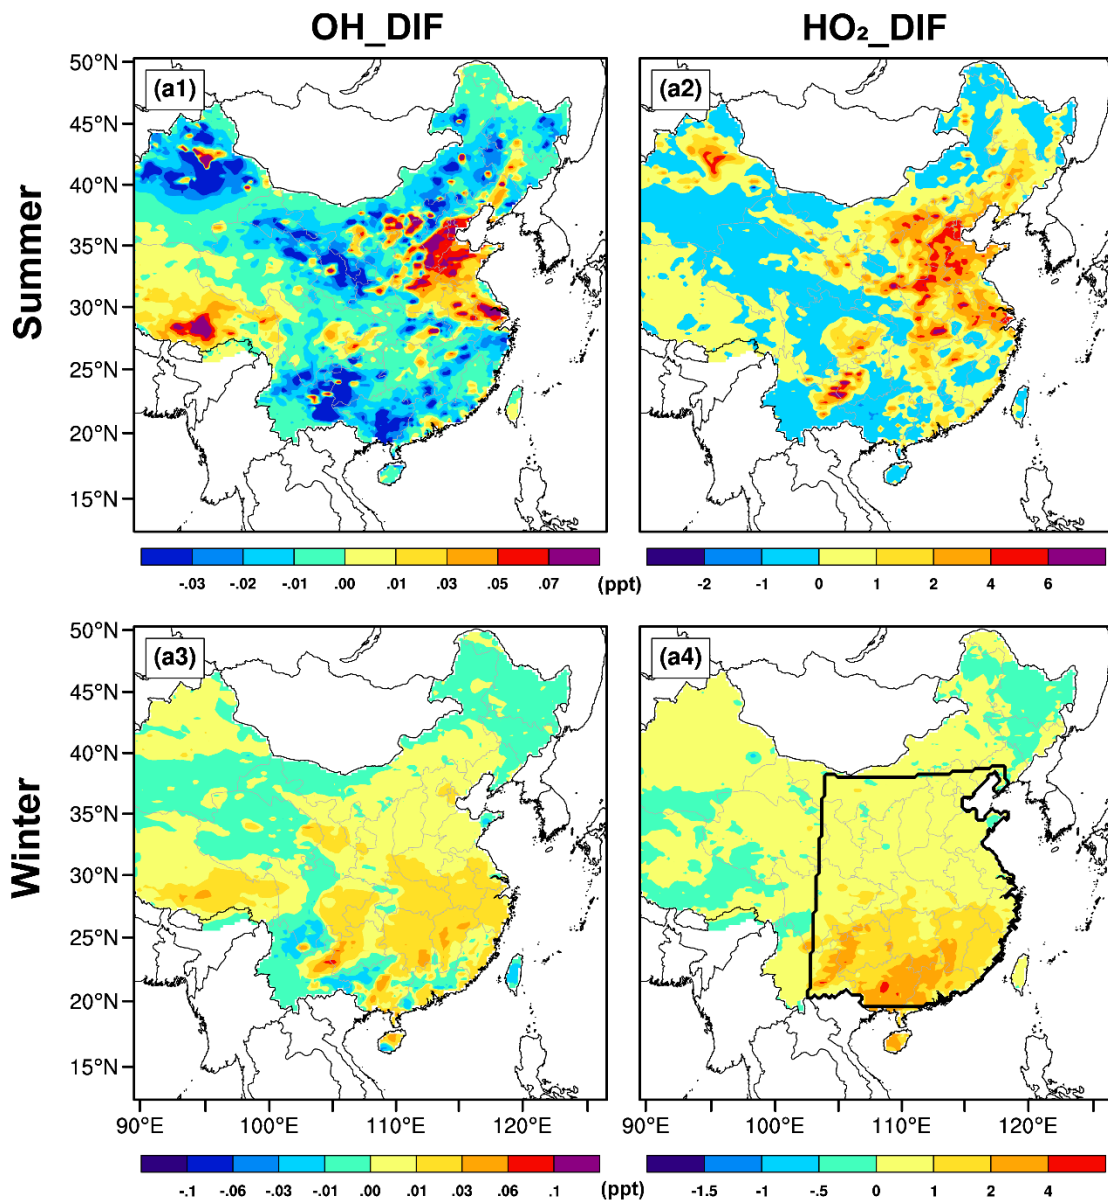 OH_DIF
HO₂_DIF
Summer
(a1)
50°N
45°N
40°N
35°N
30°N
25°N
20°N
15°N
(a2)
-.03 -.02 -.01 .00 .01 .03 .05 .07
(ppt)
-2 -1 0 1 2 4 6
Winter
(a3)
50°N
45°N
40°N
35°N
30°N
25°N
20°N
15°N
(a4)
90°E 100°E 110°E 120°E
90°E 100°E 110°E 120°E
-.1 -.06 -.03 -.01 .00 .01 .03 .06 .1
(ppt)
-1.5 -1 -.5 0 1 2 4